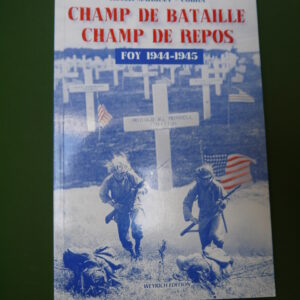 CHAMP DE BATAILLE
CHAMP DE REPOS
FOY 1944-1945
WEYRICH EDITION